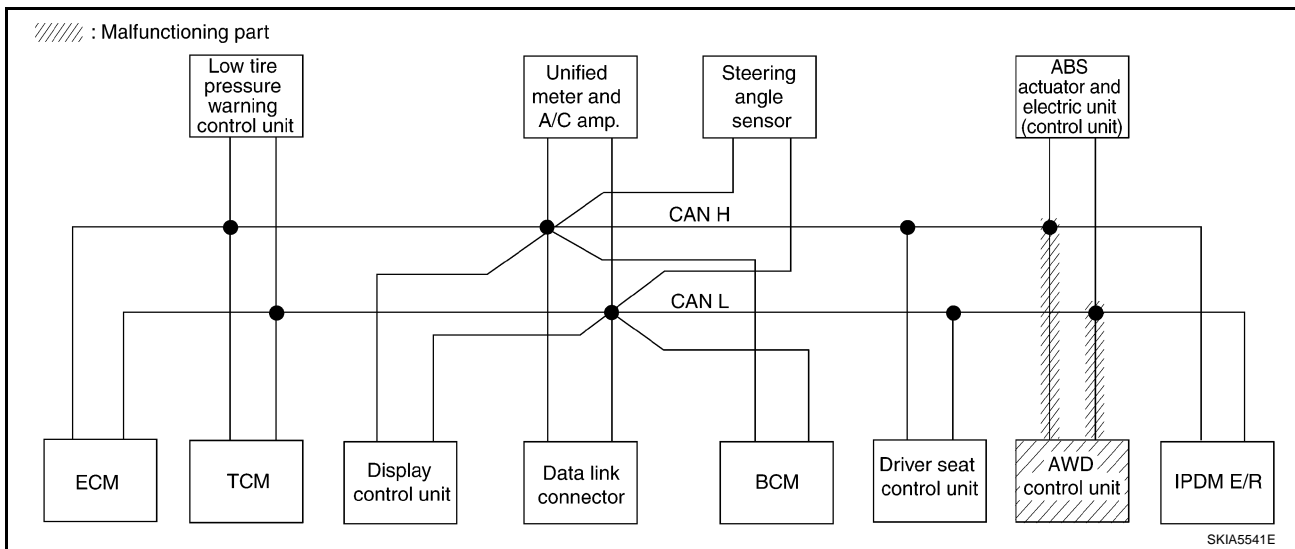 : Malfunctioning part
Low tire
pressure
warning
control unit
Unified
meter and
A/C amp.
Steering
angle
sensor
ABS
actuator and
electric unit
(control unit)
CAN H
CAN L
ECM
TCM
Display
control unit
Data link
connector
BCM
Driver seat
control unit
AWD
control unit
IPDM E/R
SKIA5541E